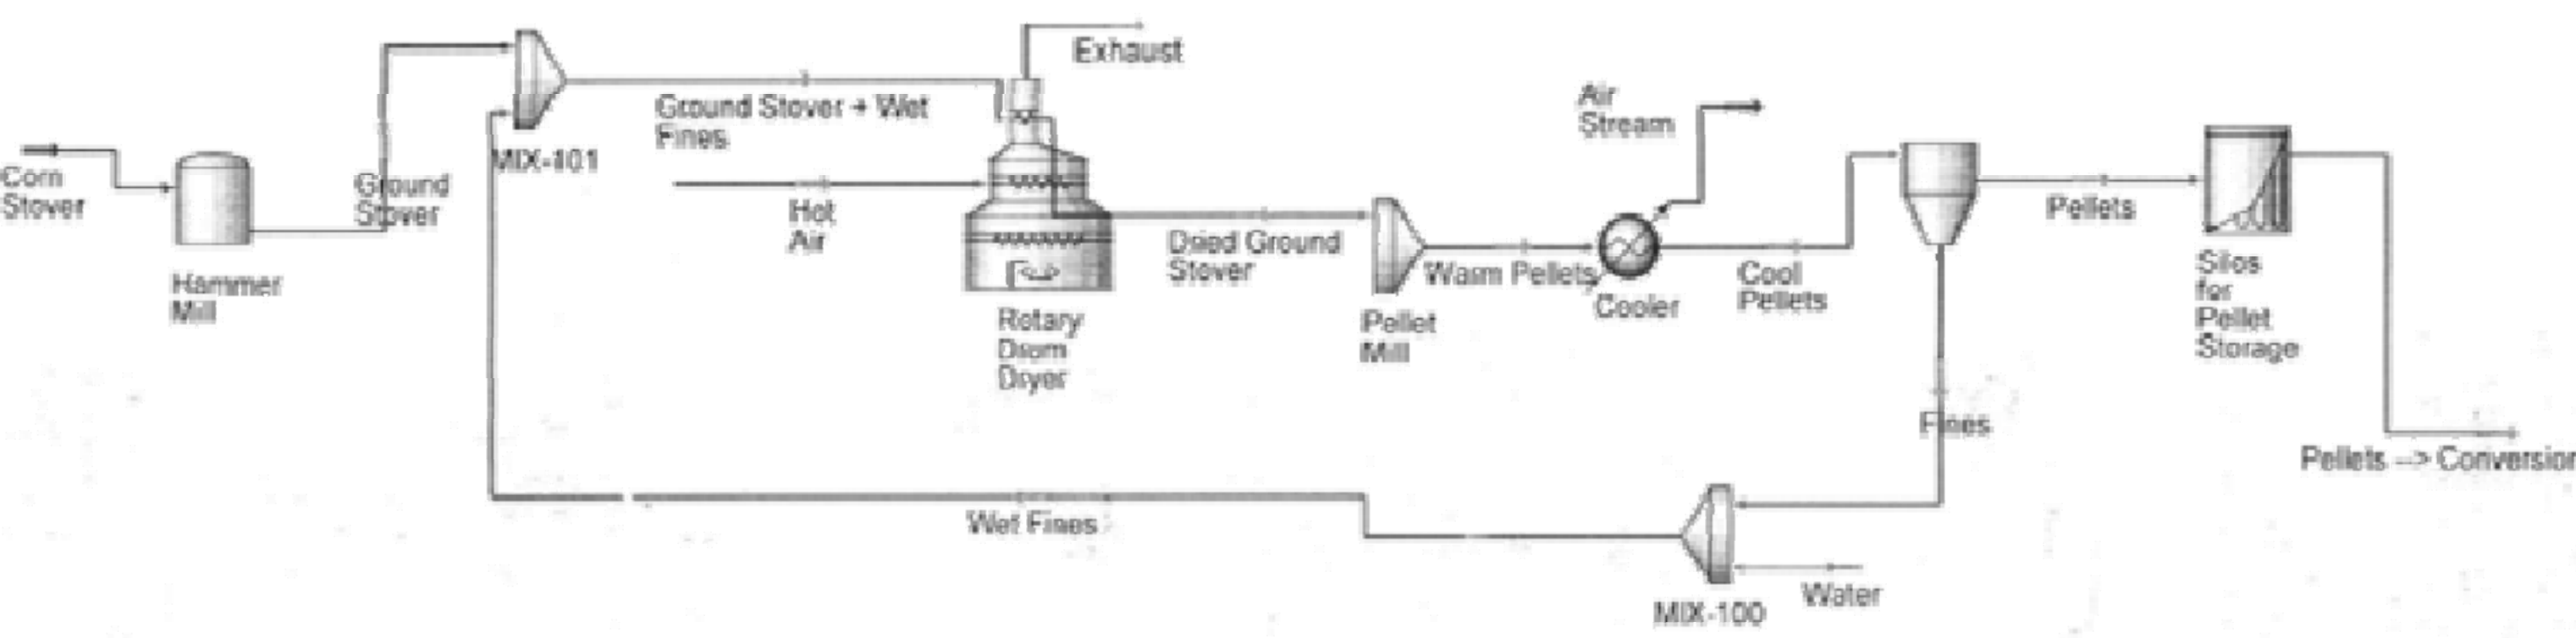 Exhaust
Ground Stover + Wet
Fines
MIX-101
Air
Stream
Corn
Stover
Ground
Stover
Hot
Air
Hammer
Mill
Dried Ground
Stover
Rotary
Drum
Dryer
Warm Pellets
Pellet
Mill
Cooler
Cool
Pellets
Pellets
Silos
for
Pellet
Storage
Fines
Pellets --> Conversion
Wet Fines
Water
MIX-100